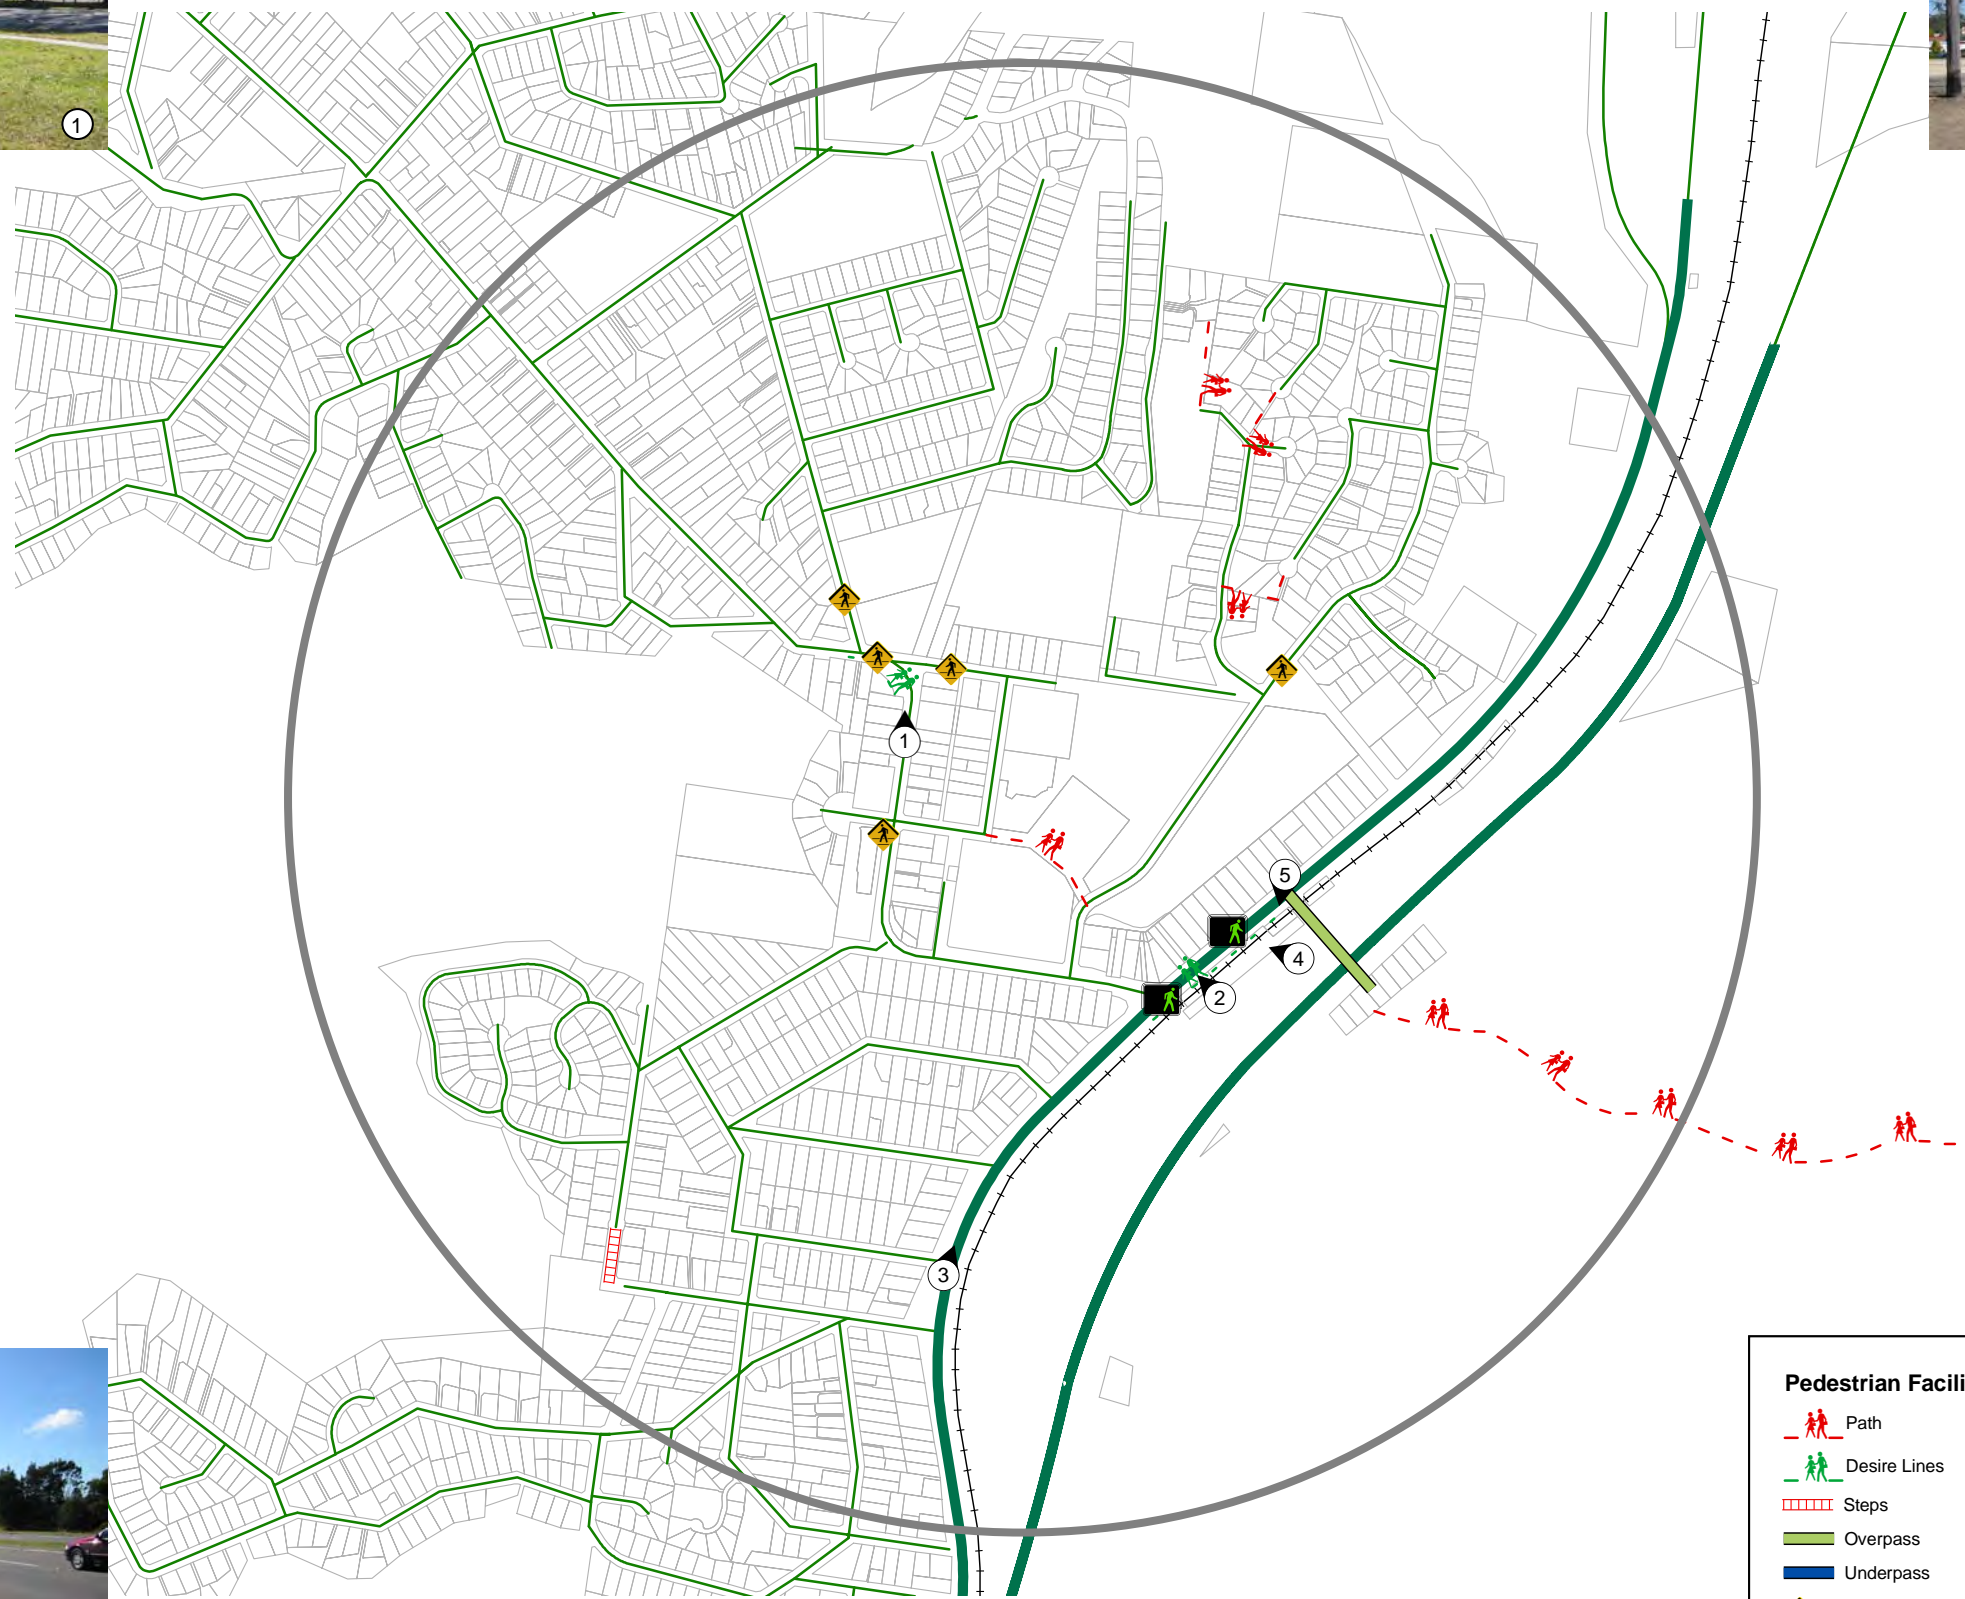 1
1
5
4
2
3
Pedestrian Facili
Path
Desire Lines
Steps
Overpass
Underpass